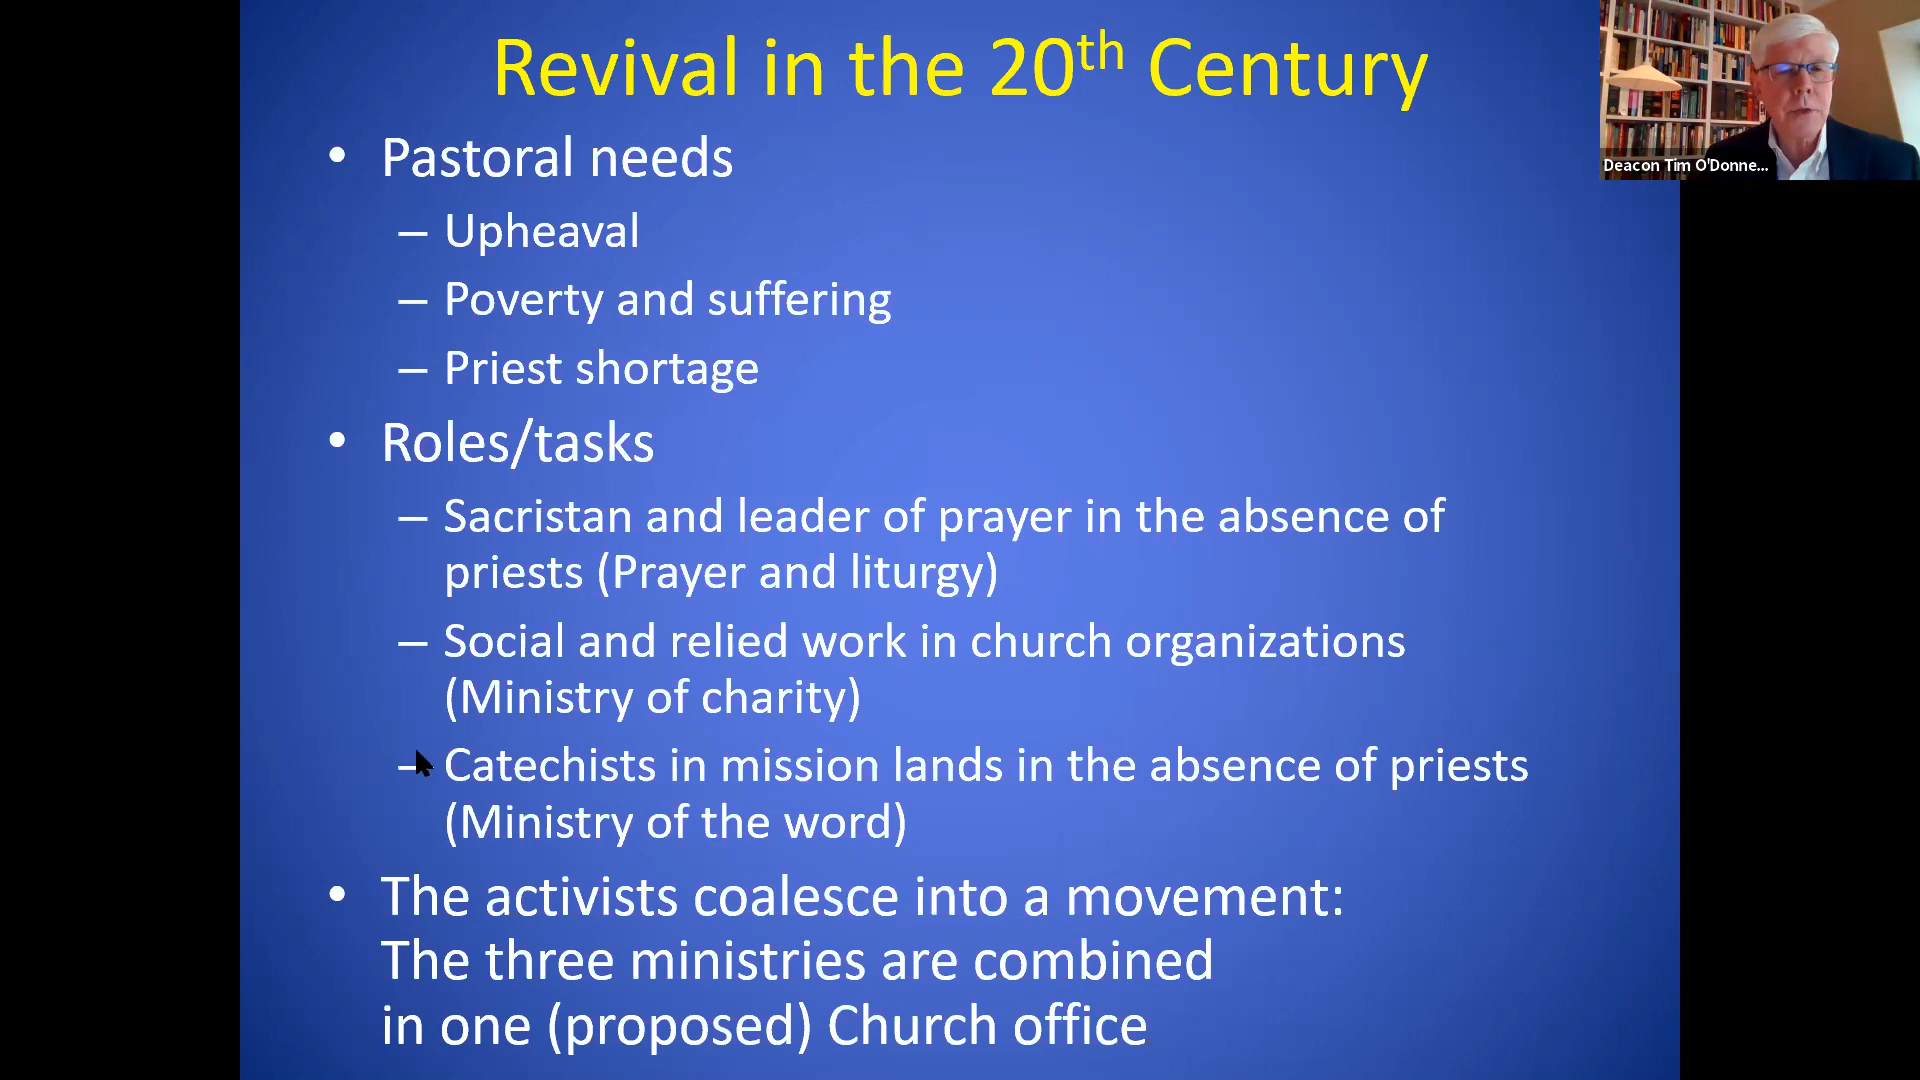 Revival in the 20th Century
• Pastoral needs
– Upheaval
– Poverty and suffering
– Priest shortage
• Roles/tasks
– Sacristan and leader of prayer in the absence of
priests (Prayer and liturgy)
– Social and relied work in church organizations
(Ministry of charity)
– Catechists in mission lands in the absence of priests
(Ministry of the word)
• The activists coalesce into a movement:
The three ministries are combined
in one (proposed) Church office
Deacon Tim O'Donne...